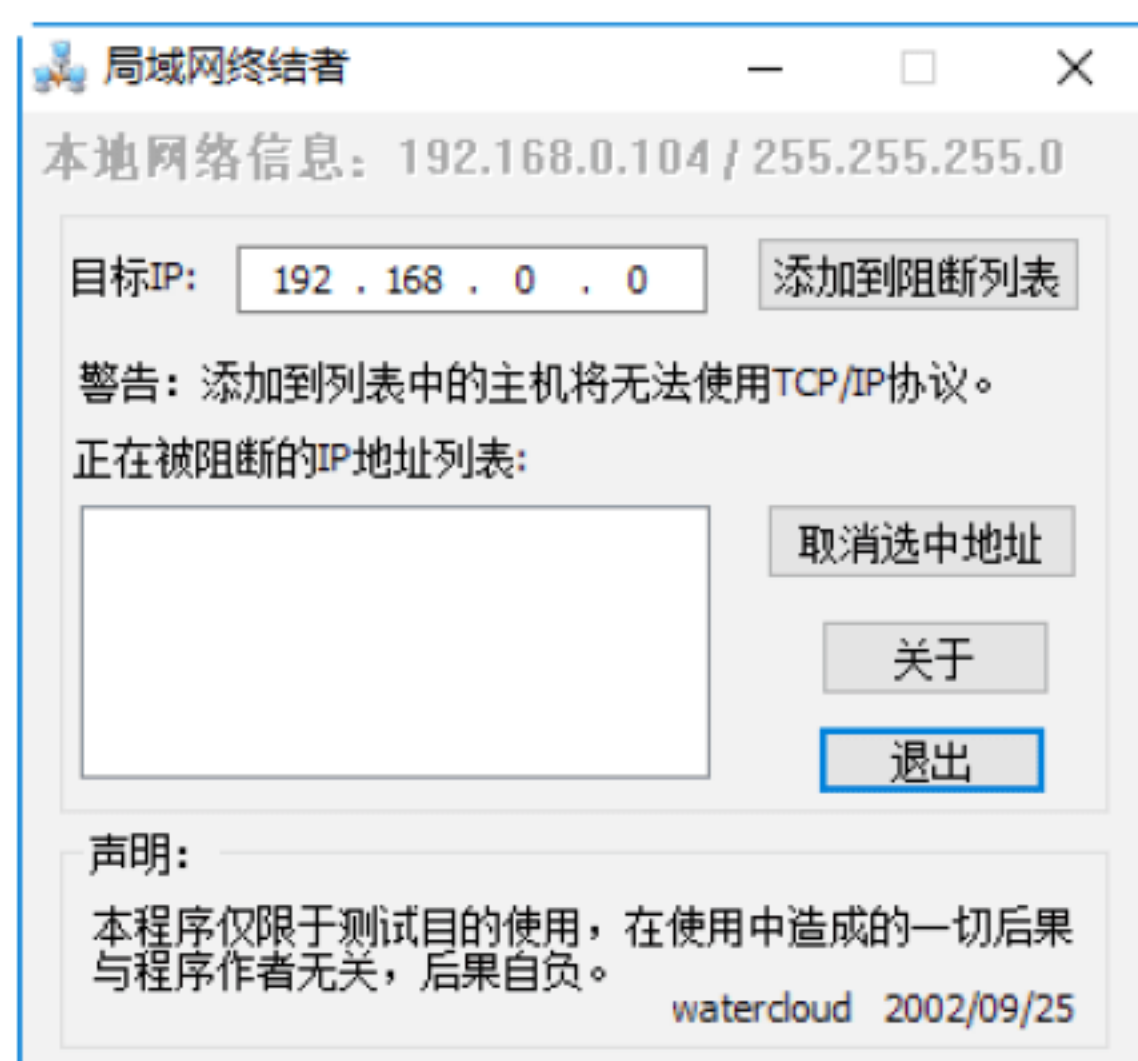 局域网终结者
本地网络信息: 192.168.0.104 / 255.255.255.0
目标IP: 192 . 168 . 0 . 0 添加到阻断列表
警告: 添加到列表中的主机将无法使用TCP/IP协议。
正在被阻断的IP地址列表:
取消选中地址
关于
退出
声明:
本程序仅限于测试目的使用，在使用中造成的一切后果
与程序作者无关，后果自负。
watercloud 2002/09/25